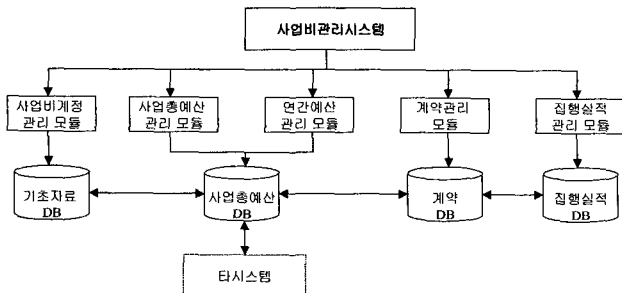 사업비관리시스템
사업비계정
관리 모듈
사업총예산
관리 모듈
연간예산
관리 모듈
계약관리
모듈
집행실적
관리 모듈
기초자료
DB
사업총예산
DB
계약
DB
집행실적
DB
타시스템